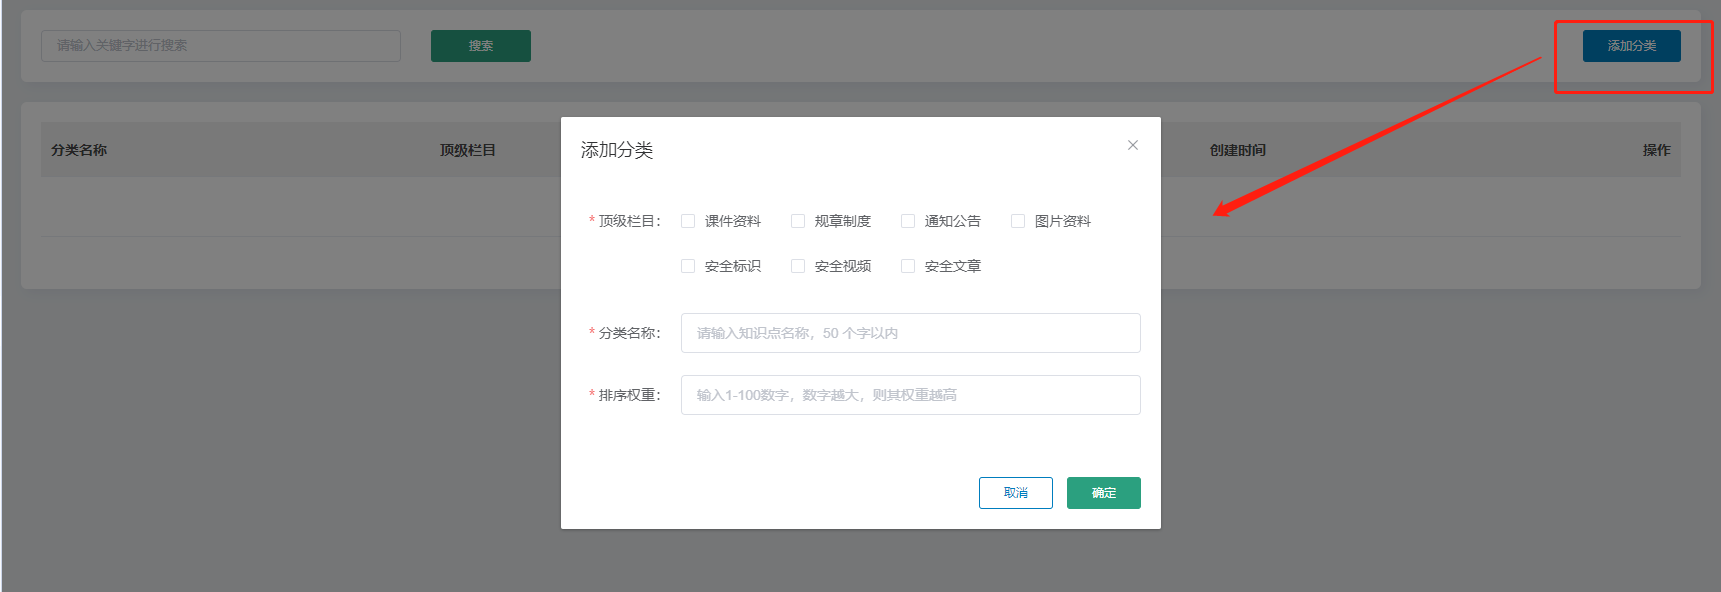 请输入关键字进行搜索 搜索 添加分类
分类名称 顶级栏目 创建时间 操作
添加分类
* 顶级栏目： 课件资料 规章制度 通知公告 图片资料
安全标识 安全视频 安全文章
* 分类名称： 请输入知识点名称，50 个字以内
* 排序权重： 输入1-100数字，数字越大，则其权重越高
取消 确定